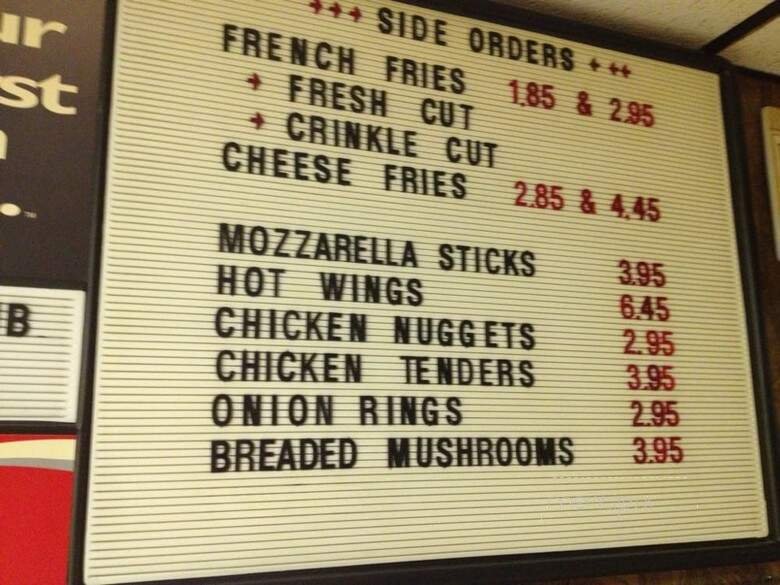 SIDE ORDERS
FRENCH FRIES 1.85 & 2.95
→ FRESH CUT
→ CRINKLE CUT
CHEESE FRIES 2.85 & 4.45
MOZZARELLA STICKS 3.95
HOT WINGS 6.45
CHICKEN NUGGETS 2.95
CHICKEN TENDERS 3.95
ONION RINGS 2.95
BREADED MUSHROOMS 3.95
ur
st
B